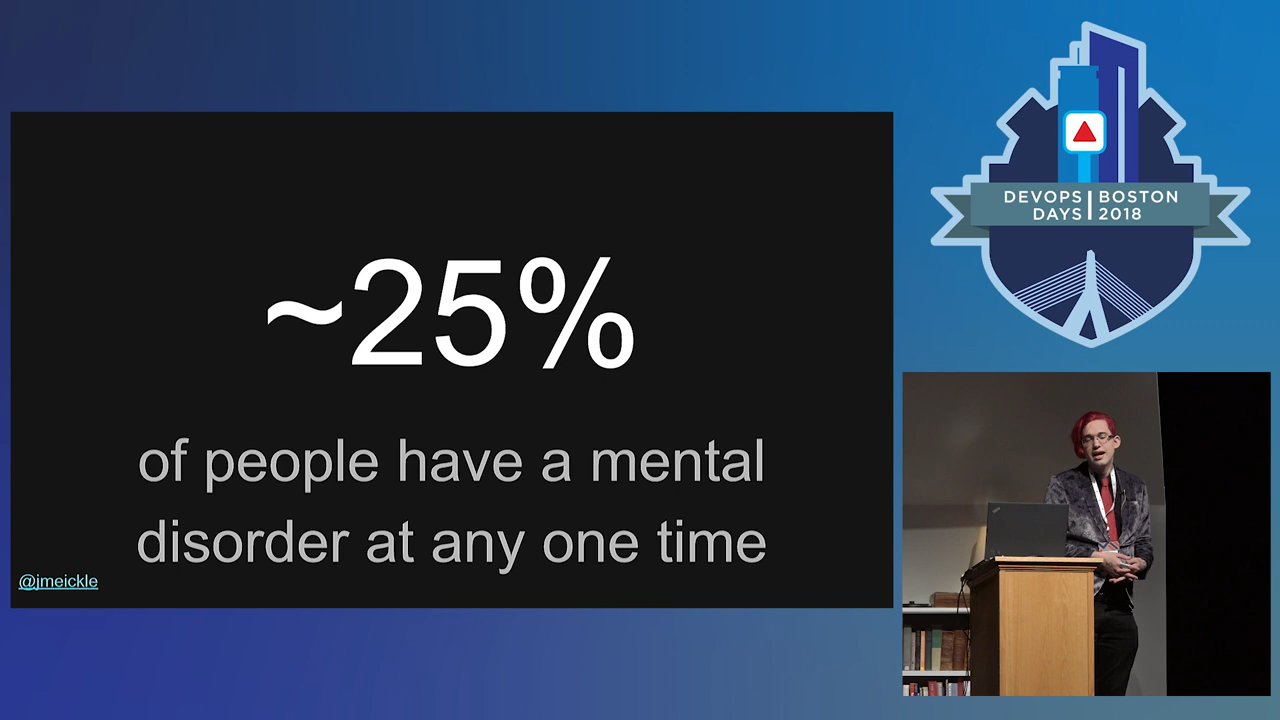 ~25%
of people have a mental
disorder at any one time
@jmeickle
DEVOPS BOSTON
DAYS 2018